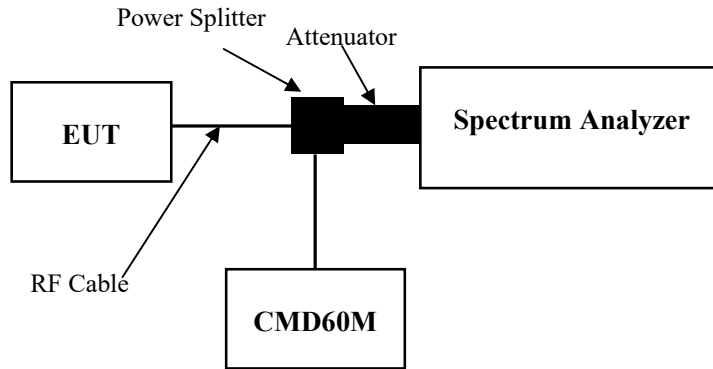 Power Splitter
Attenuator
EUT
Spectrum Analyzer
RF Cable
CMD60M